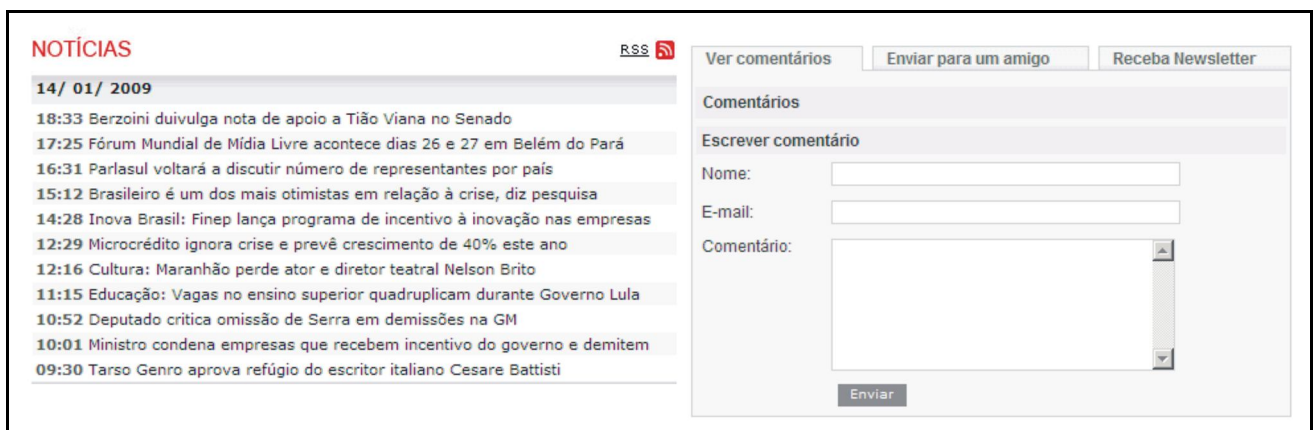 NOTÍCIAS
RSS
14/ 01/ 2009
18:33 Berzoini duivulga nota de apoio a Tião Viana no Senado
17:25 Fórum Mundial de Mídia Livre acontece dias 26 e 27 em Belém do Pará
16:31 Parlasul voltará a discutir número de representantes por país
15:12 Brasileiro é um dos mais otimistas em relação à crise, diz pesquisa
14:28 Inova Brasil: Finep lança programa de incentivo à inovação nas empresas
12:29 Microcrédito ignora crise e prevê crescimento de 40% este ano
12:16 Cultura: Maranhão perde ator e diretor teatral Nelson Brito
11:15 Educação: Vagas no ensino superior quadruplicam durante Governo Lula
10:52 Deputado critica omissão de Serra em demissões na GM
10:01 Ministro condena empresas que recebem incentivo do governo e demitem
09:30 Tarso Genro aprova refúgio do escritor italiano Cesare Battisti
Ver comentários
Enviar para um amigo
Receba Newsletter
Comentários
Escrever comentário
Nome:
E-mail:
Comentário:
Enviar